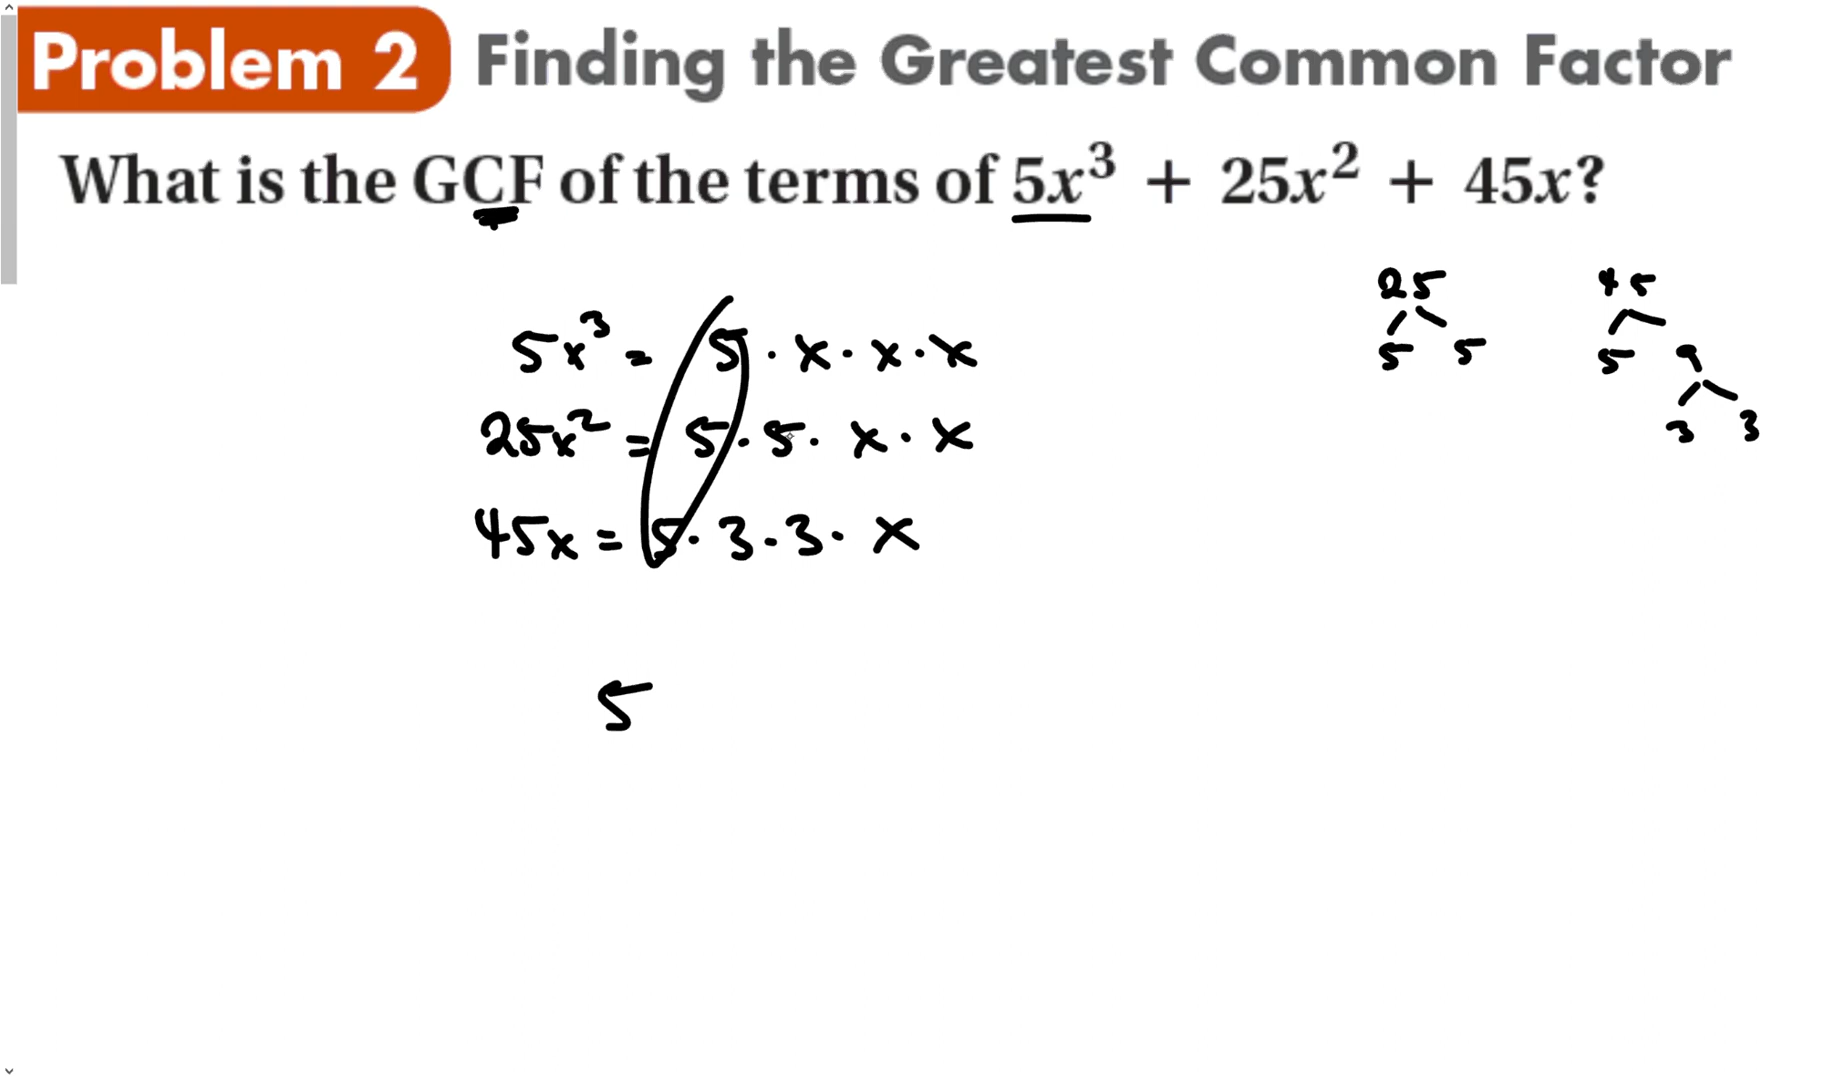 Problem 2 Finding the Greatest Common Factor
What is the GCF of the terms of 5x³ + 25x² + 45x?
25 45
5 5 5 9
3 3
5x³ = 5 · x · x · x
25x² = 5 · 5 · x · x
45x = 5 · 3 · 3 · x
5